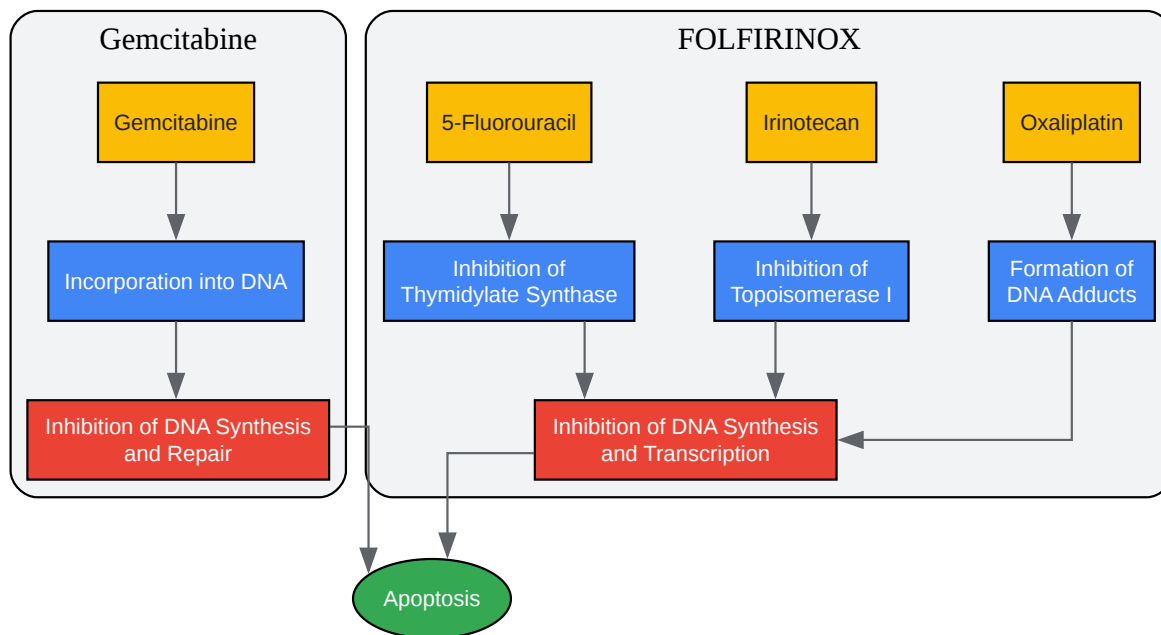 Gemcitabine
Gemcitabine
Incorporation into DNA
Inhibition of DNA Synthesis
and Repair
FOLFIRINOX
5-Fluorouracil
Irinotecan
Oxaliplatin
Inhibition of
Thymidylate Synthase
Inhibition of
Topoisomerase I
Formation of
DNA Adducts
Inhibition of DNA Synthesis
and Transcription
Apoptosis